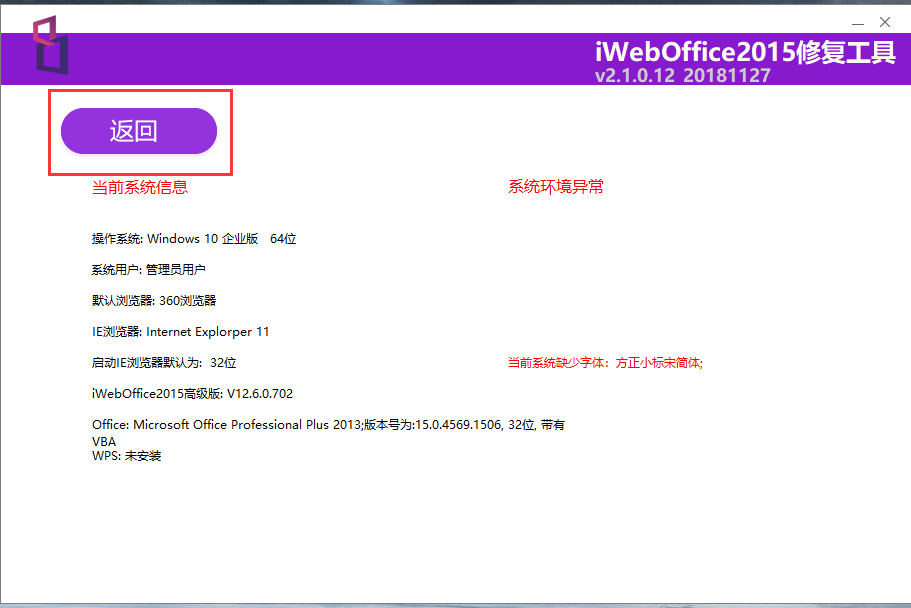 iWebOffice2015修复工具
v2.1.0.12 20181127
返回
当前系统信息
系统环境异常
操作系统: Windows 10 企业版 64位
系统用户: 管理员用户
默认浏览器: 360浏览器
IE浏览器: Internet Explorper 11
启动IE浏览器默认为: 32位
当前系统缺少字体：方正小标宋简体;
iWebOffice2015高级版: V12.6.0.702
Office: Microsoft Office Professional Plus 2013;版本号为:15.0.4569.1506, 32位, 带有
VBA
WPS: 未安装